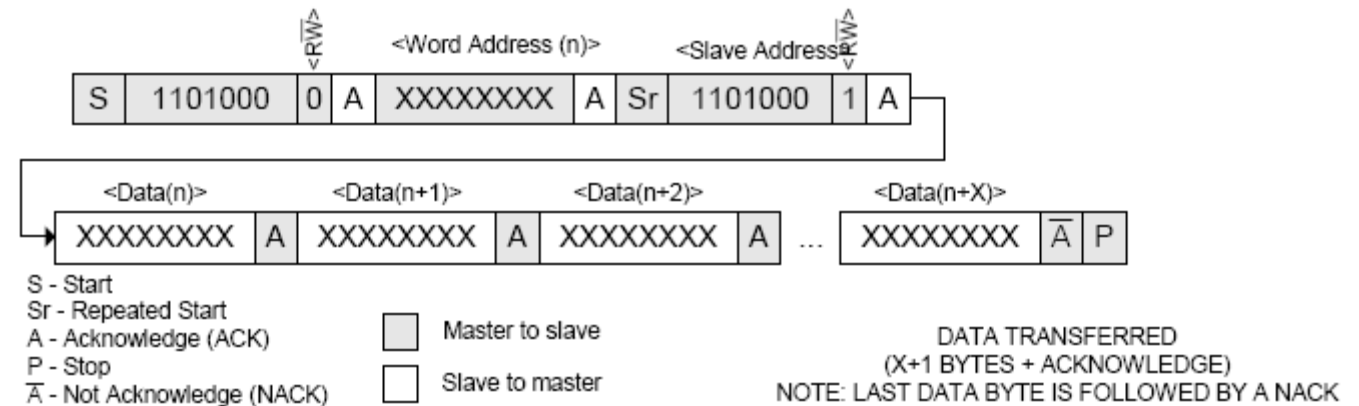 <RW̅> <Word Address (n)> <Slave Address> <RW̅>
S 1101000 0 A XXXXXXXX A Sr 1101000 1 A
<Data(n)> <Data(n+1)> <Data(n+2)> <Data(n+X)>
XXXXXXXX A XXXXXXXX A XXXXXXXX A ... XXXXXXXX A̅ P
S - Start
Sr - Repeated Start
A - Acknowledge (ACK)
P - Stop
A̅ - Not Acknowledge (NACK)
Master to slave
Slave to master
DATA TRANSFERRED
(X+1 BYTES + ACKNOWLEDGE)
NOTE: LAST DATA BYTE IS FOLLOWED BY A NACK